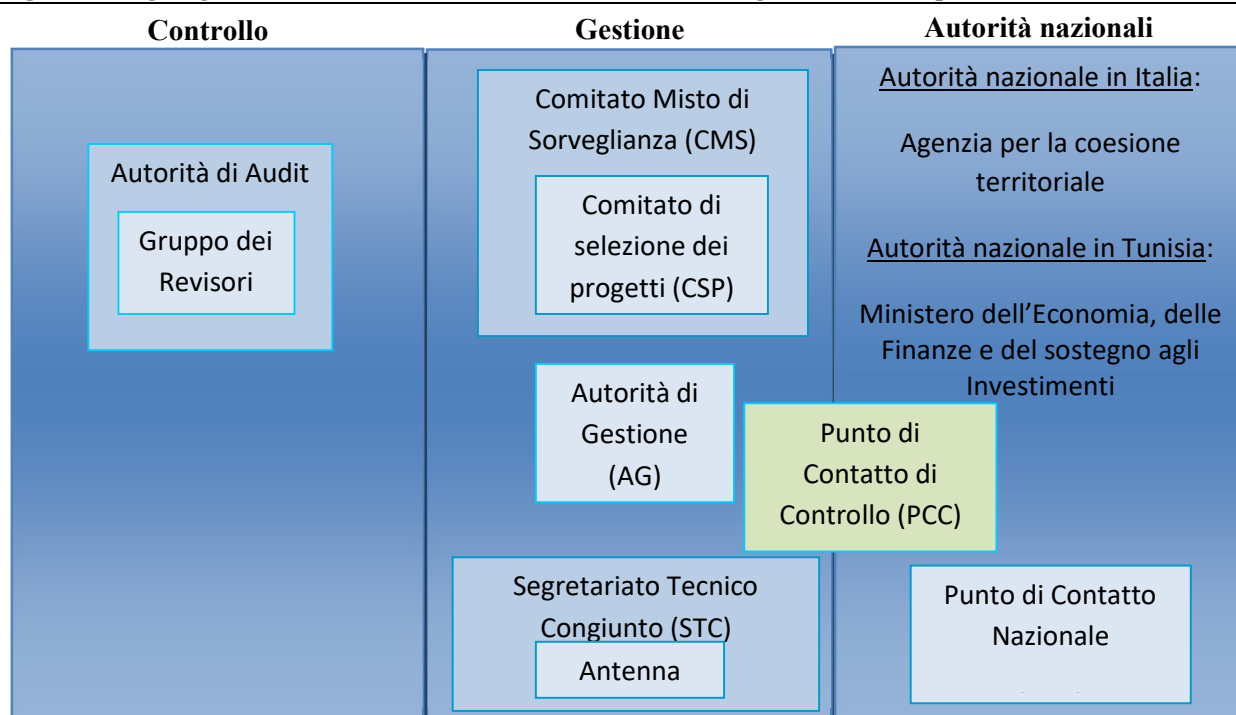 Controllo
Gestione
Autorità nazionali
Autorità di Audit
Gruppo dei
Revisori
Comitato Misto di
Sorveglianza (CMS)
Comitato di
selezione dei
progetti (CSP)
Autorità di
Gestione
(AG)
Segretariato Tecnico
Congiunto (STC)
Antenna
Autorità nazionale in Italia:
Agenzia per la coesione
territoriale
Autorità nazionale in Tunisia:
Ministero dell’Economia, delle
Finanze e del sostegno agli
Investimenti
Punto di
Contatto di
Controllo (PCC)
Punto di Contatto
Nazionale